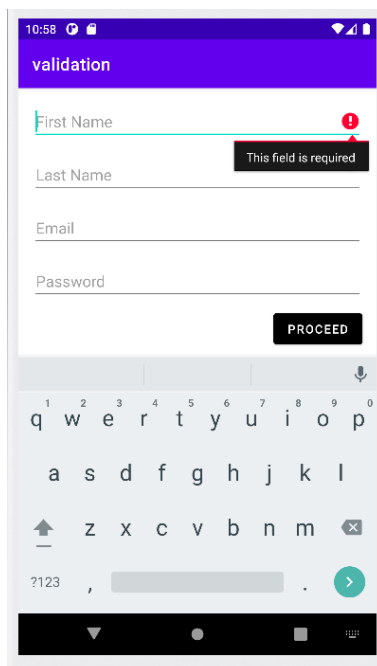 10:58
validation
First Name
This field is required
Last Name
Email
Password
PROCEED
1 2 3 4 5 6 7 8 9 0
q w e r t y u i o p
a s d f g h j k l
z x c v b n m
?123 , .